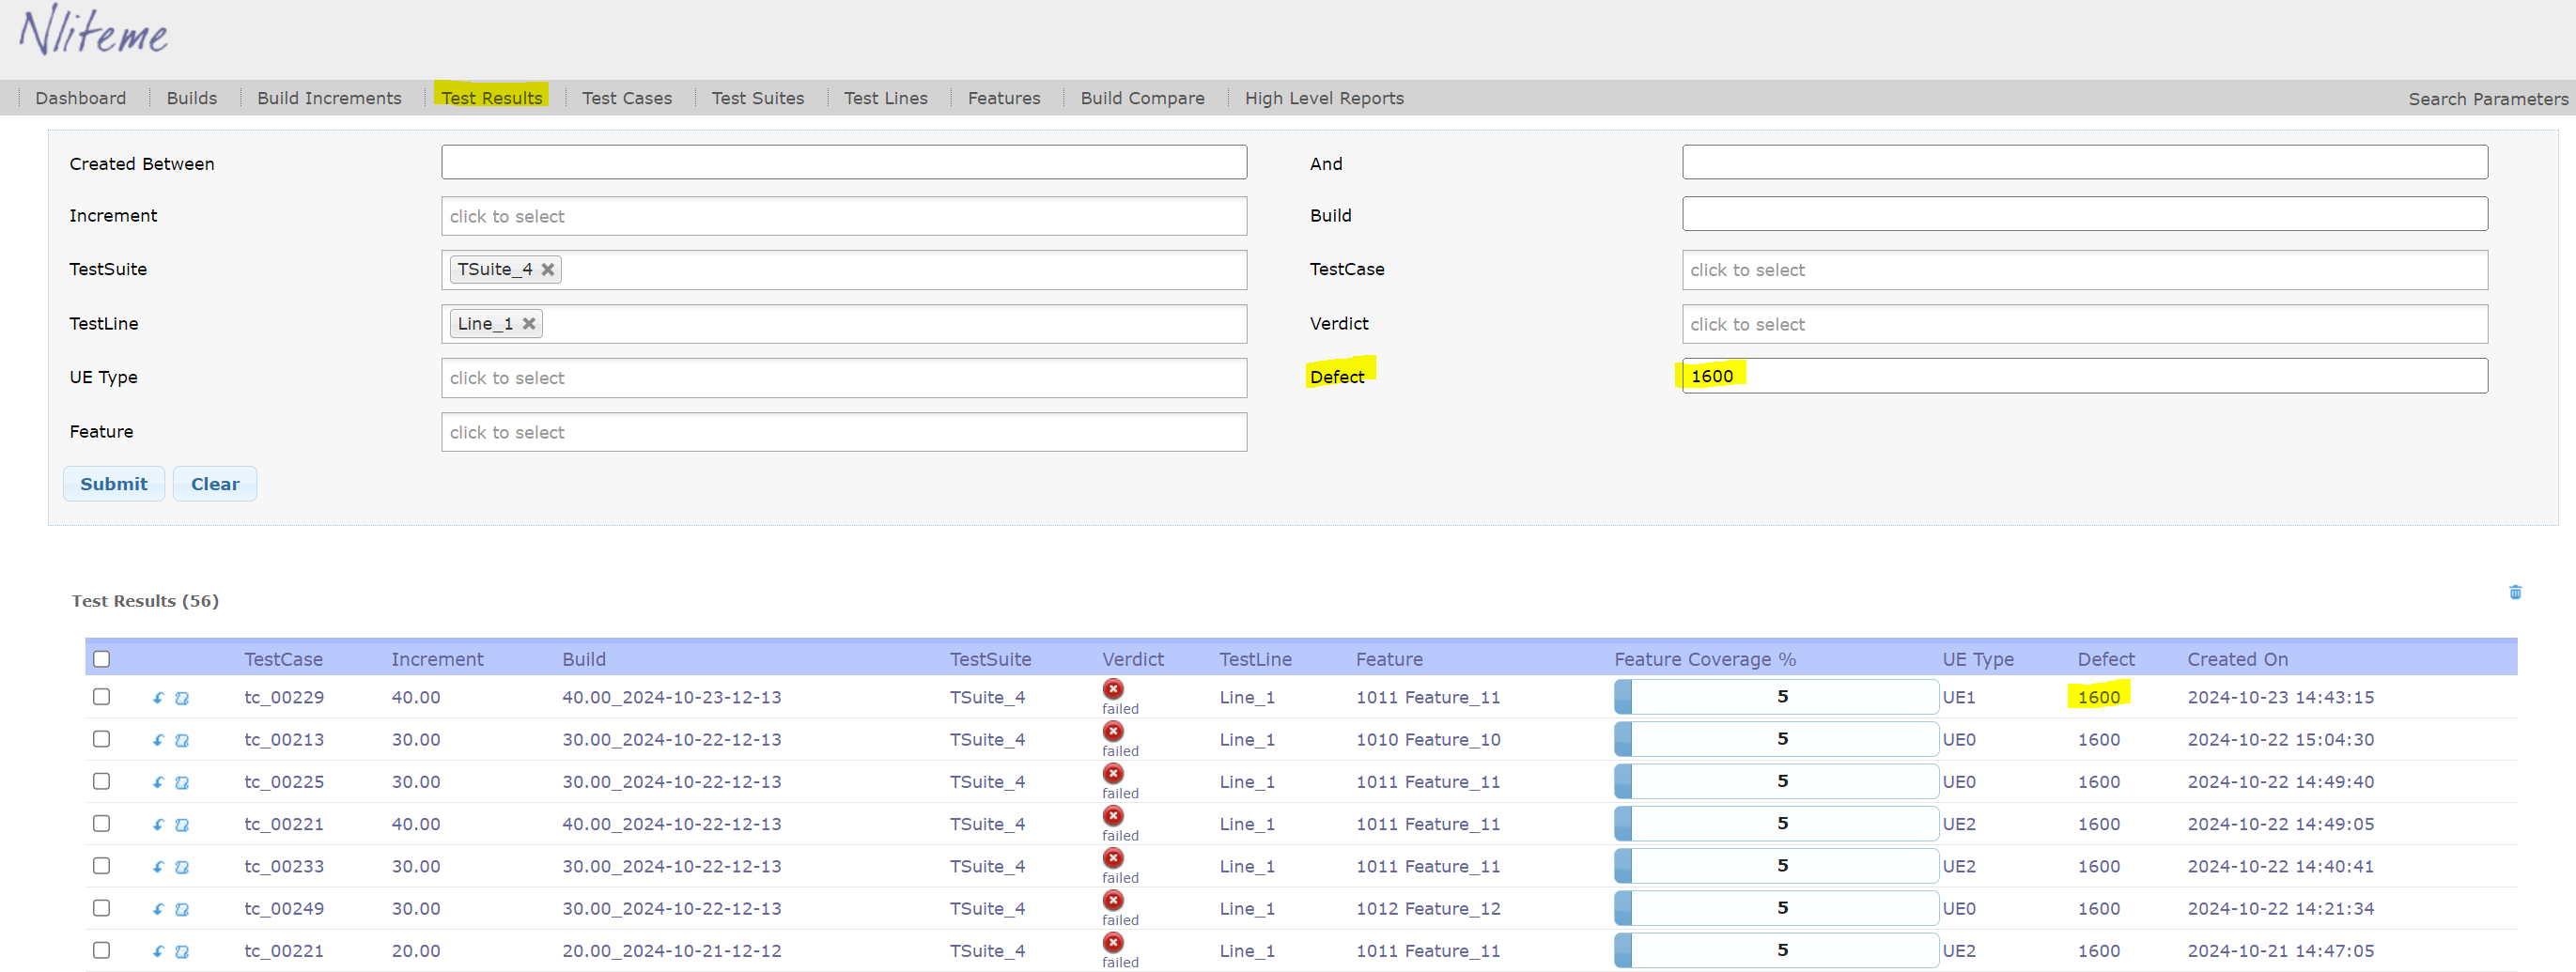 Nliteme
Dashboard Builds Build Increments Test Results Test Cases Test Suites Test Lines Features Build Compare High Level Reports Search Parameters
Created Between And
Increment click to select Build
TestSuite TSuite_4 TestCase click to select
TestLine Line_1 Verdict click to select
UE Type click to select Defect 1600
Feature click to select
Submit Clear
Test Results (56)
TestCase Increment Build TestSuite Verdict TestLine Feature Feature Coverage % UE Type Defect Created On
tc_00229 40.00 40.00_2024-10-23-12-13 TSuite_4 failed Line_1 1011 Feature_11 5 UE1 1600 2024-10-23 14:43:15
tc_00213 30.00 30.00_2024-10-22-12-13 TSuite_4 failed Line_1 1010 Feature_10 5 UE0 1600 2024-10-22 15:04:30
tc_00225 30.00 30.00_2024-10-22-12-13 TSuite_4 failed Line_1 1011 Feature_11 5 UE0 1600 2024-10-22 14:49:40
tc_00221 40.00 40.00_2024-10-22-12-13 TSuite_4 failed Line_1 1011 Feature_11 5 UE2 1600 2024-10-22 14:49:05
tc_00233 30.00 30.00_2024-10-22-12-13 TSuite_4 failed Line_1 1011 Feature_11 5 UE2 1600 2024-10-22 14:40:41
tc_00249 30.00 30.00_2024-10-22-12-13 TSuite_4 failed Line_1 1012 Feature_12 5 UE0 1600 2024-10-22 14:21:34
tc_00221 20.00 20.00_2024-10-21-12-12 TSuite_4 failed Line_1 1011 Feature_11 5 UE2 1600 2024-10-21 14:47:05